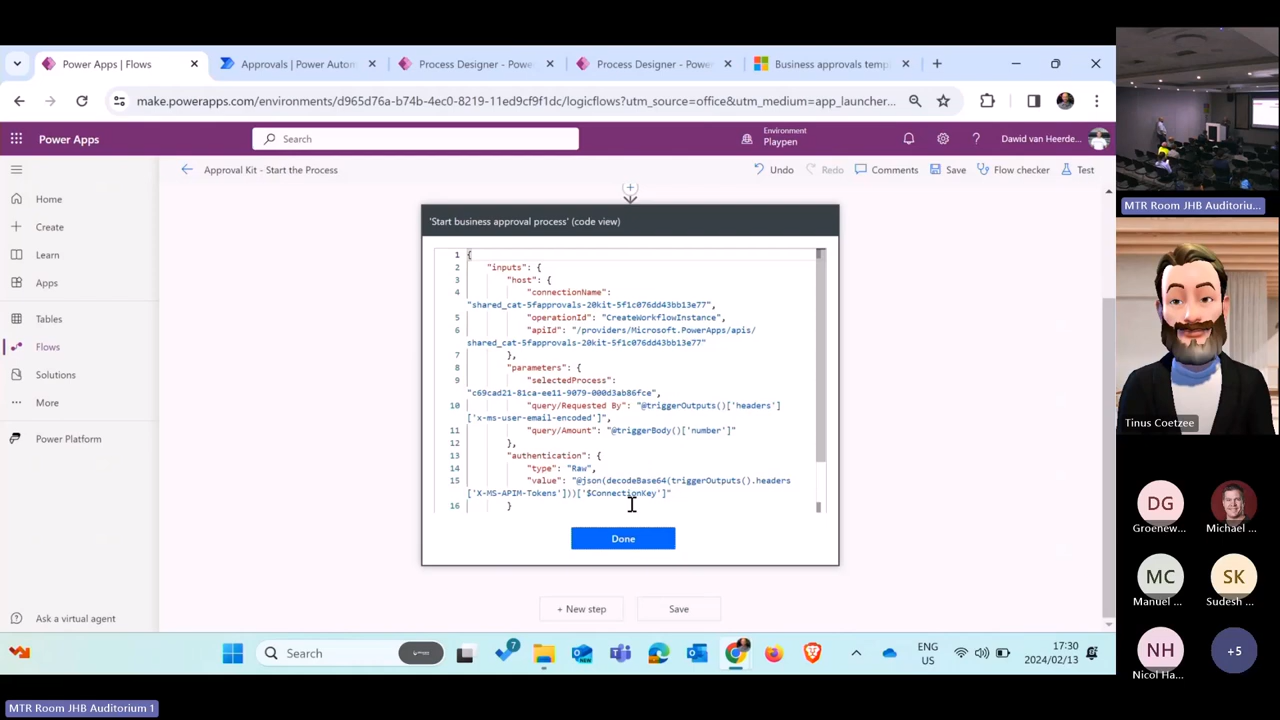 Power Apps | Flows
Approvals | Power Autom
Process Designer - Powe
Process Designer - Powe
Business approvals temp
make.powerapps.com/environments/d965d76a-b74b-4ec0-8219-11ed9cf9f1dc/logicflows?utm_source=office&utm_medium=app_launcher...
Power Apps
Search
Environment
Playpen
Dawid van Heerde...
Approval Kit - Start the Process
Undo
Redo
Comments
Save
Flow checker
Test
Home
Create
Learn
Apps
Tables
Flows
Solutions
More
Power Platform
Ask a virtual agent
'Start business approval process' (code view)
1 {
2 "inputs": {
3 "host": {
4 "connectionName":
"shared_cat-5fapprovals-20kit-5f1c076dd43bb13e77",
5 "operationId": "CreateWorkflowInstance",
6 "apiId": "/providers/Microsoft.PowerApps/apis/
shared_cat-5fapprovals-20kit-5f1c076dd43bb13e77"
7 },
8 "parameters": {
9 "selectedProcess":
"c69cad21-81ca-ee11-9079-000d3ab86fce",
10 "query/Requested By": "@triggerOutputs()['headers']
['x-ms-user-email-encoded']",
11 "query/Amount": "@triggerBody()['number']"
12 },
13 "authentication": {
14 "type": "Raw",
15 "value": "@json(decodeBase64(triggerOutputs().headers
['X-MS-APIM-Tokens']))['$ConnectionKey']"
16 }
Done
+ New step
Save
Search
7
ENG
US
17:30
2024/02/13
MTR Room JHB Auditorium 1
MTR Room JHB Auditoriu...
Tinus Coetzee
DG
Groenew...
Michael ...
MC
Manuel ...
SK
Sudesh ...
NH
Nicol Ha...
+5